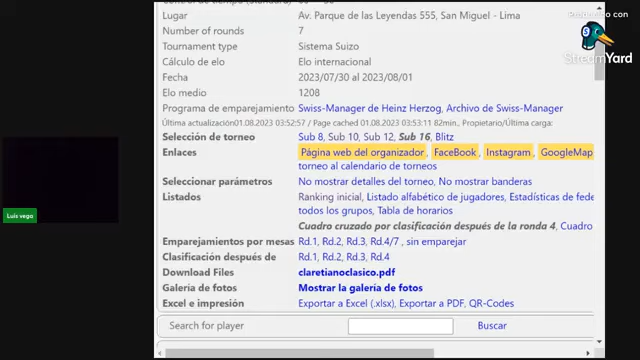 Producido con
StreamYard
Luis vego
Lugar Av. Parque de las Leyendas 555, San Miguel - Lima
Number of rounds 7
Tournament type Sistema Suizo
Cálculo de elo Elo internacional
Fecha 2023/07/30 al 2023/08/01
Elo medio 1208
Programa de emparejamiento Swiss-Manager de Heinz Herzog, Archivo de Swiss-Manager
Última actualización01.08.2023 03:52:57 / Page cached 01.08.2023 03:53:11 82min., Propietario/Última carga:
Selección de torneo Sub 8, Sub 10, Sub 12, Sub 16, Blitz
Enlaces Página web del organizador, FaceBook, Instagram, GoogleMap
torneo al calendario de torneos
Seleccionar parámetros No mostrar detalles del torneo, No mostrar banderas
Listados Ranking inicial, Listado alfabético de jugadores, Estadísticas de fede
todos los grupos, Tabla de horarios
Cuadro cruzado por clasificación después de la ronda 4, Cuadro
Emparejamientos por mesas Rd.1, Rd.2, Rd.3, Rd.4/7 , sin emparejar
Clasificación después de Rd.1, Rd.2, Rd.3, Rd.4
Download Files claretianoclasico.pdf
Galería de fotos Mostrar la galería de fotos
Excel e impresión Exportar a Excel (.xlsx), Exportar a PDF, QR-Codes
Search for player Buscar